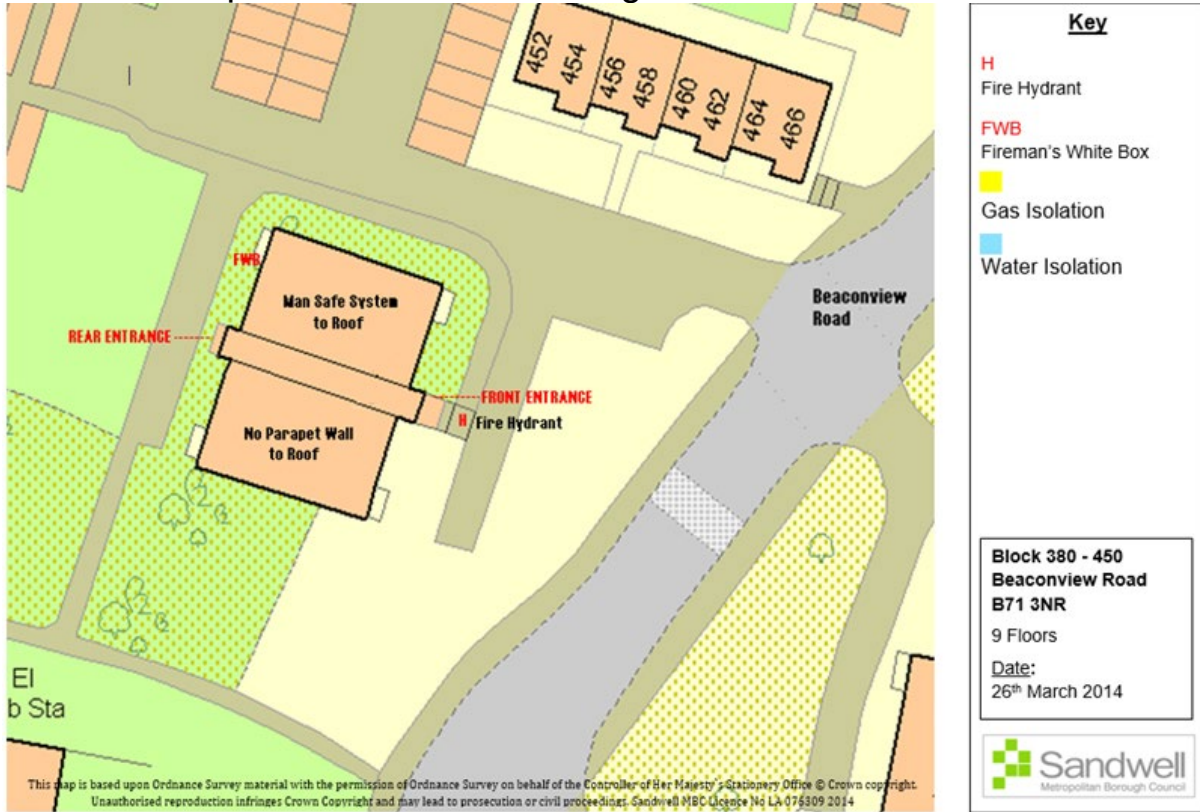 452
454
456
458
460
462
464
466
FWB
Man Safe System
to Roof
REAR ENTRANCE
FRONT ENTRANCE
H Fire Hydrant
No Parapet Wall
to Roof
Beaconview
Road
El
b Sta
This map is based upon Ordnance Survey material with the permission of Ordnance Survey on behalf of the Controller of Her Majesty's Stationery Office © Crown copyright.
Unauthorised reproduction infringes Crown Copyright and may lead to prosecution or civil proceedings. Sandwell MBC Licence No LA 076309 2014
Key
H
Fire Hydrant
FWB
Fireman's White Box
Gas Isolation
Water Isolation
Block 380 - 450
Beaconview Road
B71 3NR
9 Floors
Date:
26th March 2014
Sandwell
Metropolitan Borough Council